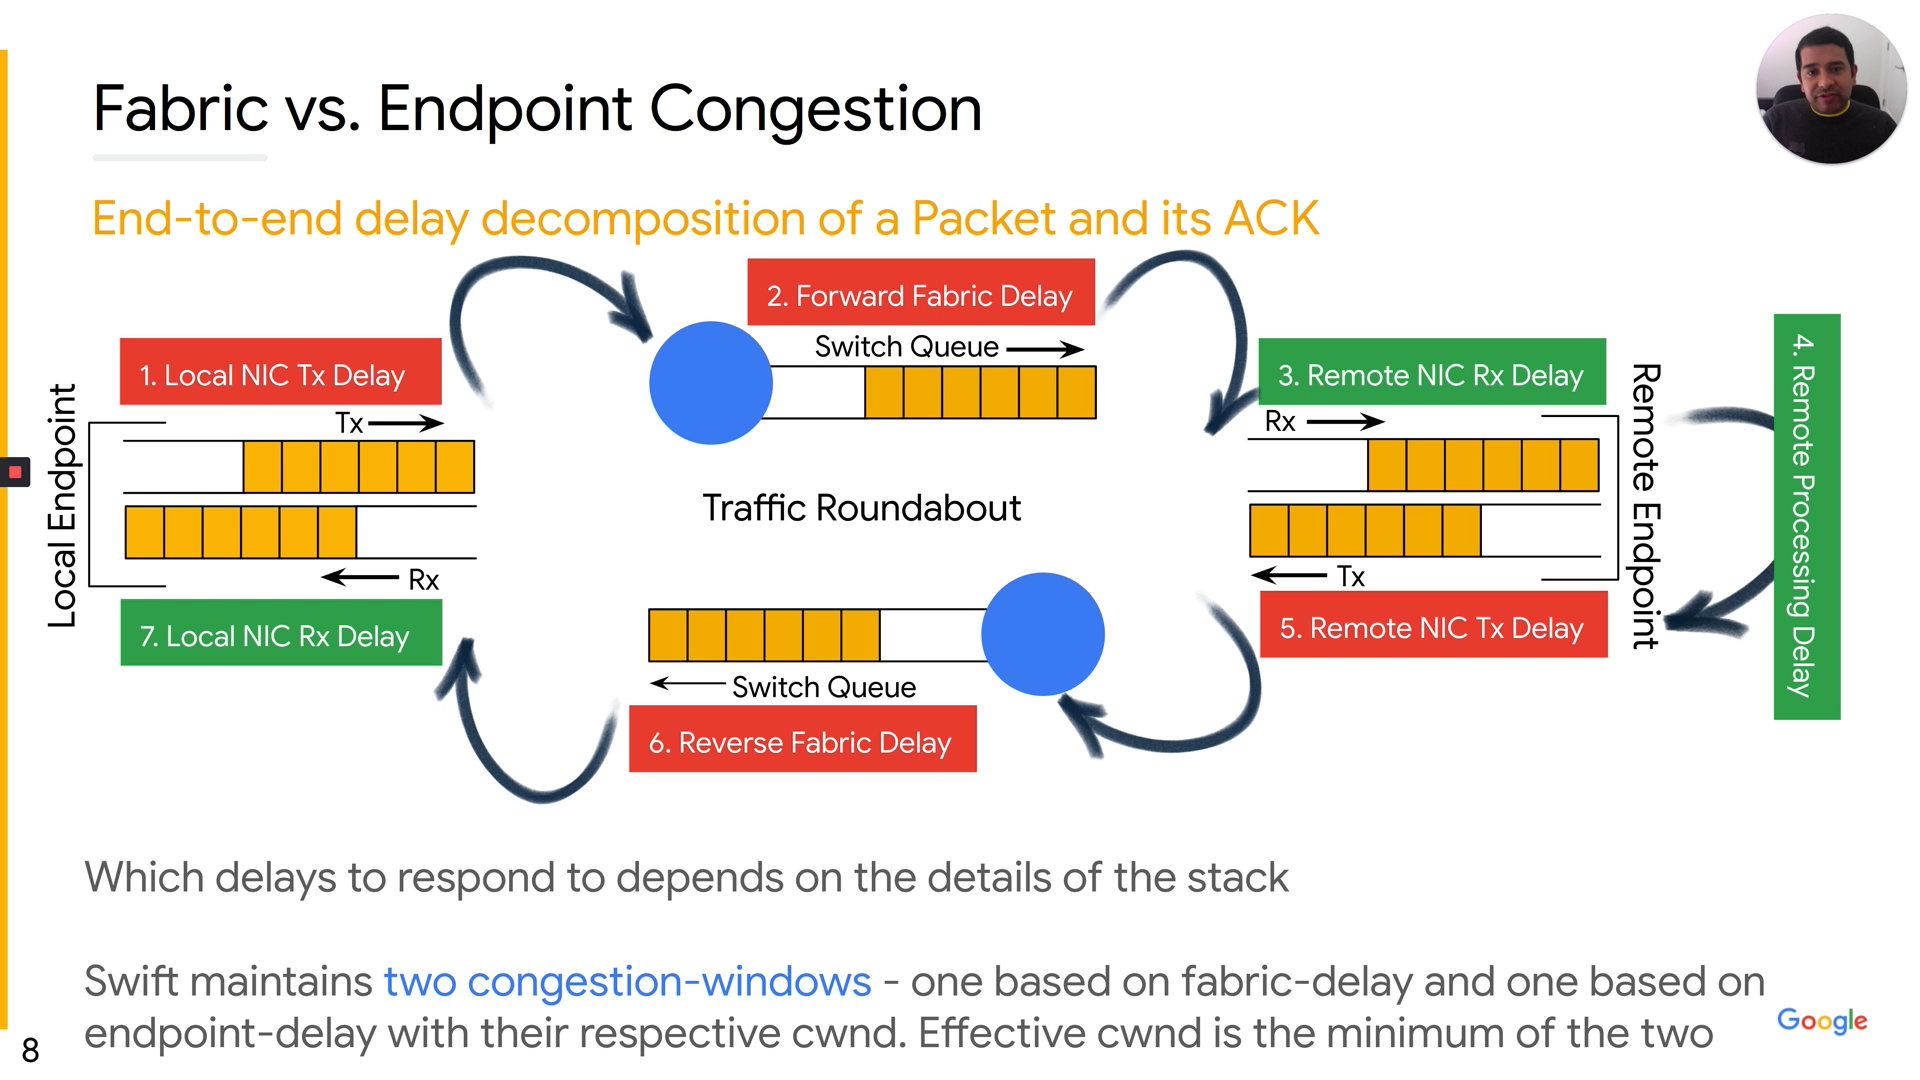 Fabric vs. Endpoint Congestion
End-to-end delay decomposition of a Packet and its ACK
1. Local NIC Tx Delay
Tx
Local Endpoint
Rx
7. Local NIC Rx Delay
2. Forward Fabric Delay
Switch Queue
Traffic Roundabout
Switch Queue
6. Reverse Fabric Delay
3. Remote NIC Rx Delay
Rx
Remote Endpoint
Tx
5. Remote NIC Tx Delay
4. Remote Processing Delay
Which delays to respond to depends on the details of the stack
Swift maintains two congestion-windows - one based on fabric-delay and one based on
endpoint-delay with their respective cwnd. Effective cwnd is the minimum of the two
Google
8